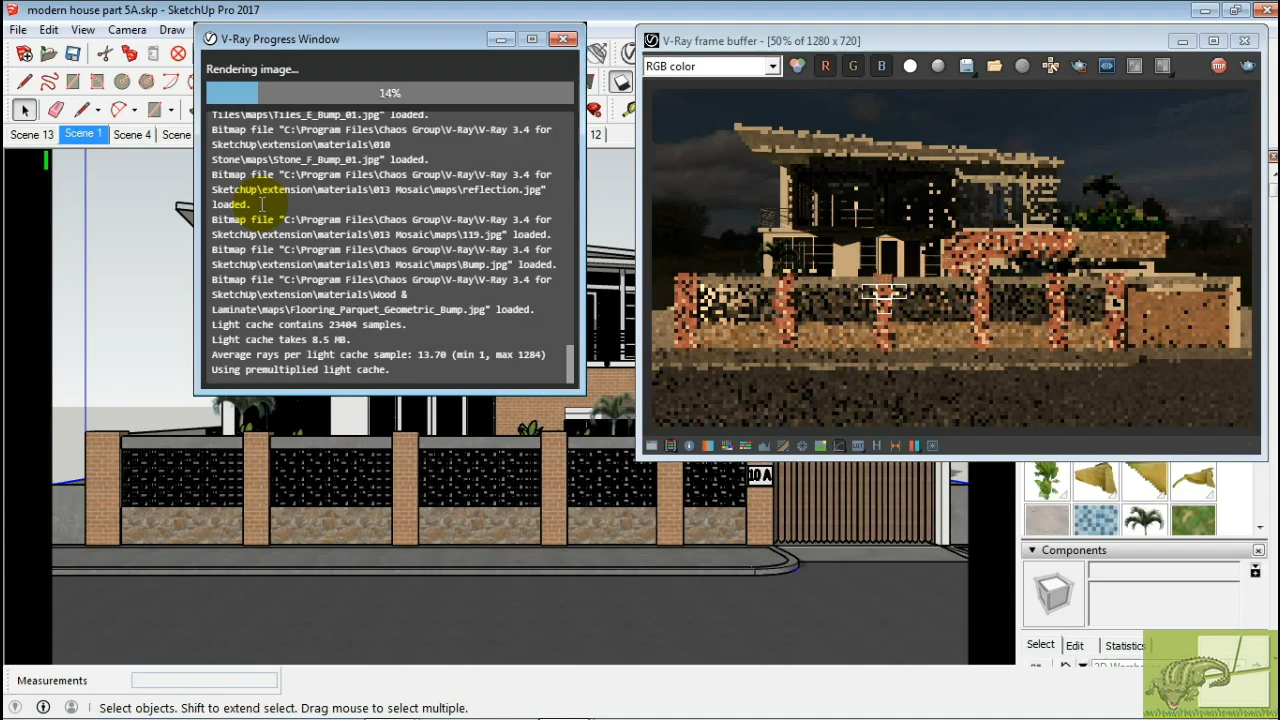 modern house part 5A.skp - SketchUp Pro 2017
File Edit View Camera Draw
V-Ray Progress Window
Rendering image...
14%
Tiles\maps\Tiles_E_Bump_01.jpg" loaded.
Bitmap file "C:\Program Files\Chaos Group\V-Ray\V-Ray 3.4 for
SketchUp\extension\materials\010
Stone\maps\Stone_F_Bump_01.jpg" loaded.
Bitmap file "C:\Program Files\Chaos Group\V-Ray\V-Ray 3.4 for
SketchUp\extension\materials\013 Mosaic\maps\reflection.jpg"
loaded.
Bitmap file "C:\Program Files\Chaos Group\V-Ray\V-Ray 3.4 for
SketchUp\extension\materials\013 Mosaic\maps\119.jpg" loaded.
Bitmap file "C:\Program Files\Chaos Group\V-Ray\V-Ray 3.4 for
SketchUp\extension\materials\013 Mosaic\maps\Bump.jpg" loaded.
Bitmap file "C:\Program Files\Chaos Group\V-Ray\V-Ray 3.4 for
SketchUp\extension\materials\Wood &
Laminate\maps\Flooring_Parquet_Geometric_Bump.jpg" loaded.
Light cache contains 23404 samples.
Light cache takes 8.5 MB.
Average rays per light cache sample: 13.70 (min 1, max 1284)
Using premultiplied light cache.
V-Ray frame buffer - [50% of 1280 x 720]
RGB color
R G B
STOP
Scene 13 Scene 1 Scene 4 Scene
12
10 A
Components
Select Edit Statistics
Measurements
Select objects. Shift to extend select. Drag mouse to select multiple.